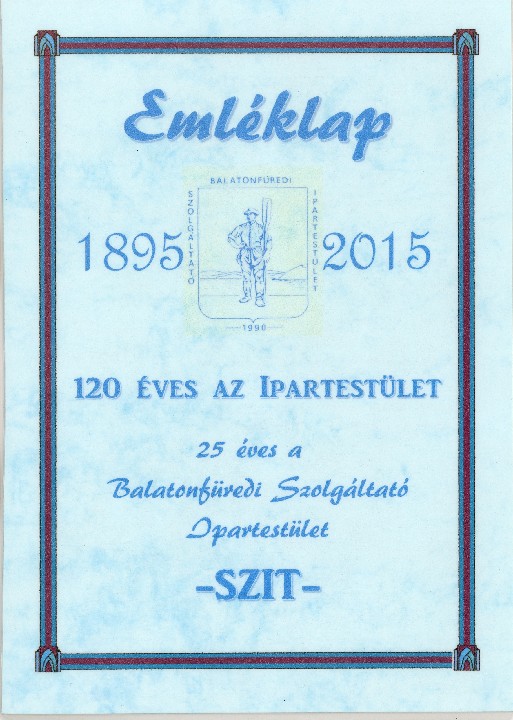 Emléklap
BALATONFÜREDI
SZOLGÁLTATÓ
IPARTESTÜLET
1895
2015
1990
120 ÉVES AZ IPARTESTÜLET
25 éves a
Balatonfüredi Szolgáltató
Ipartestület
-SZIT-